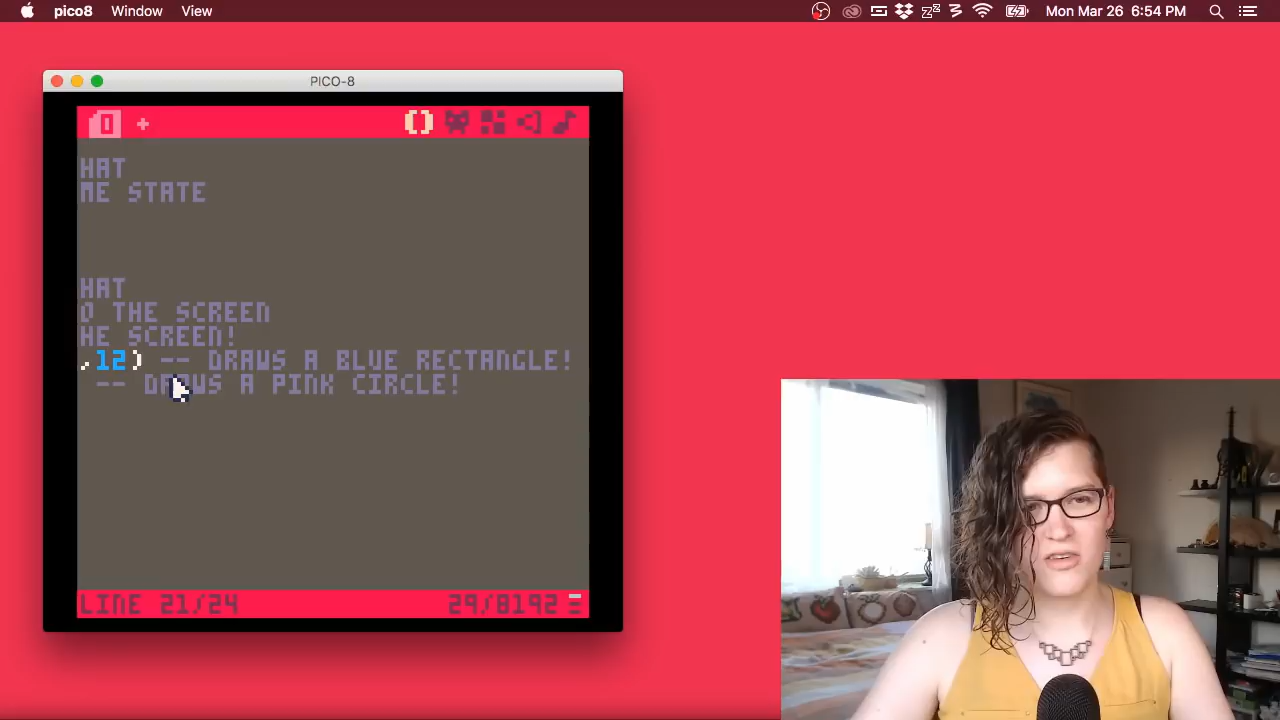 pico8 Window View Mon Mar 26 6:54 PM
PICO-8
0 +
HAT
ME STATE
HAT
O THE SCREEN
HE SCREEN!
,12) -- DRAWS A BLUE RECTANGLE!
-- DRAWS A PINK CIRCLE!
LINE 21/24 29/8192